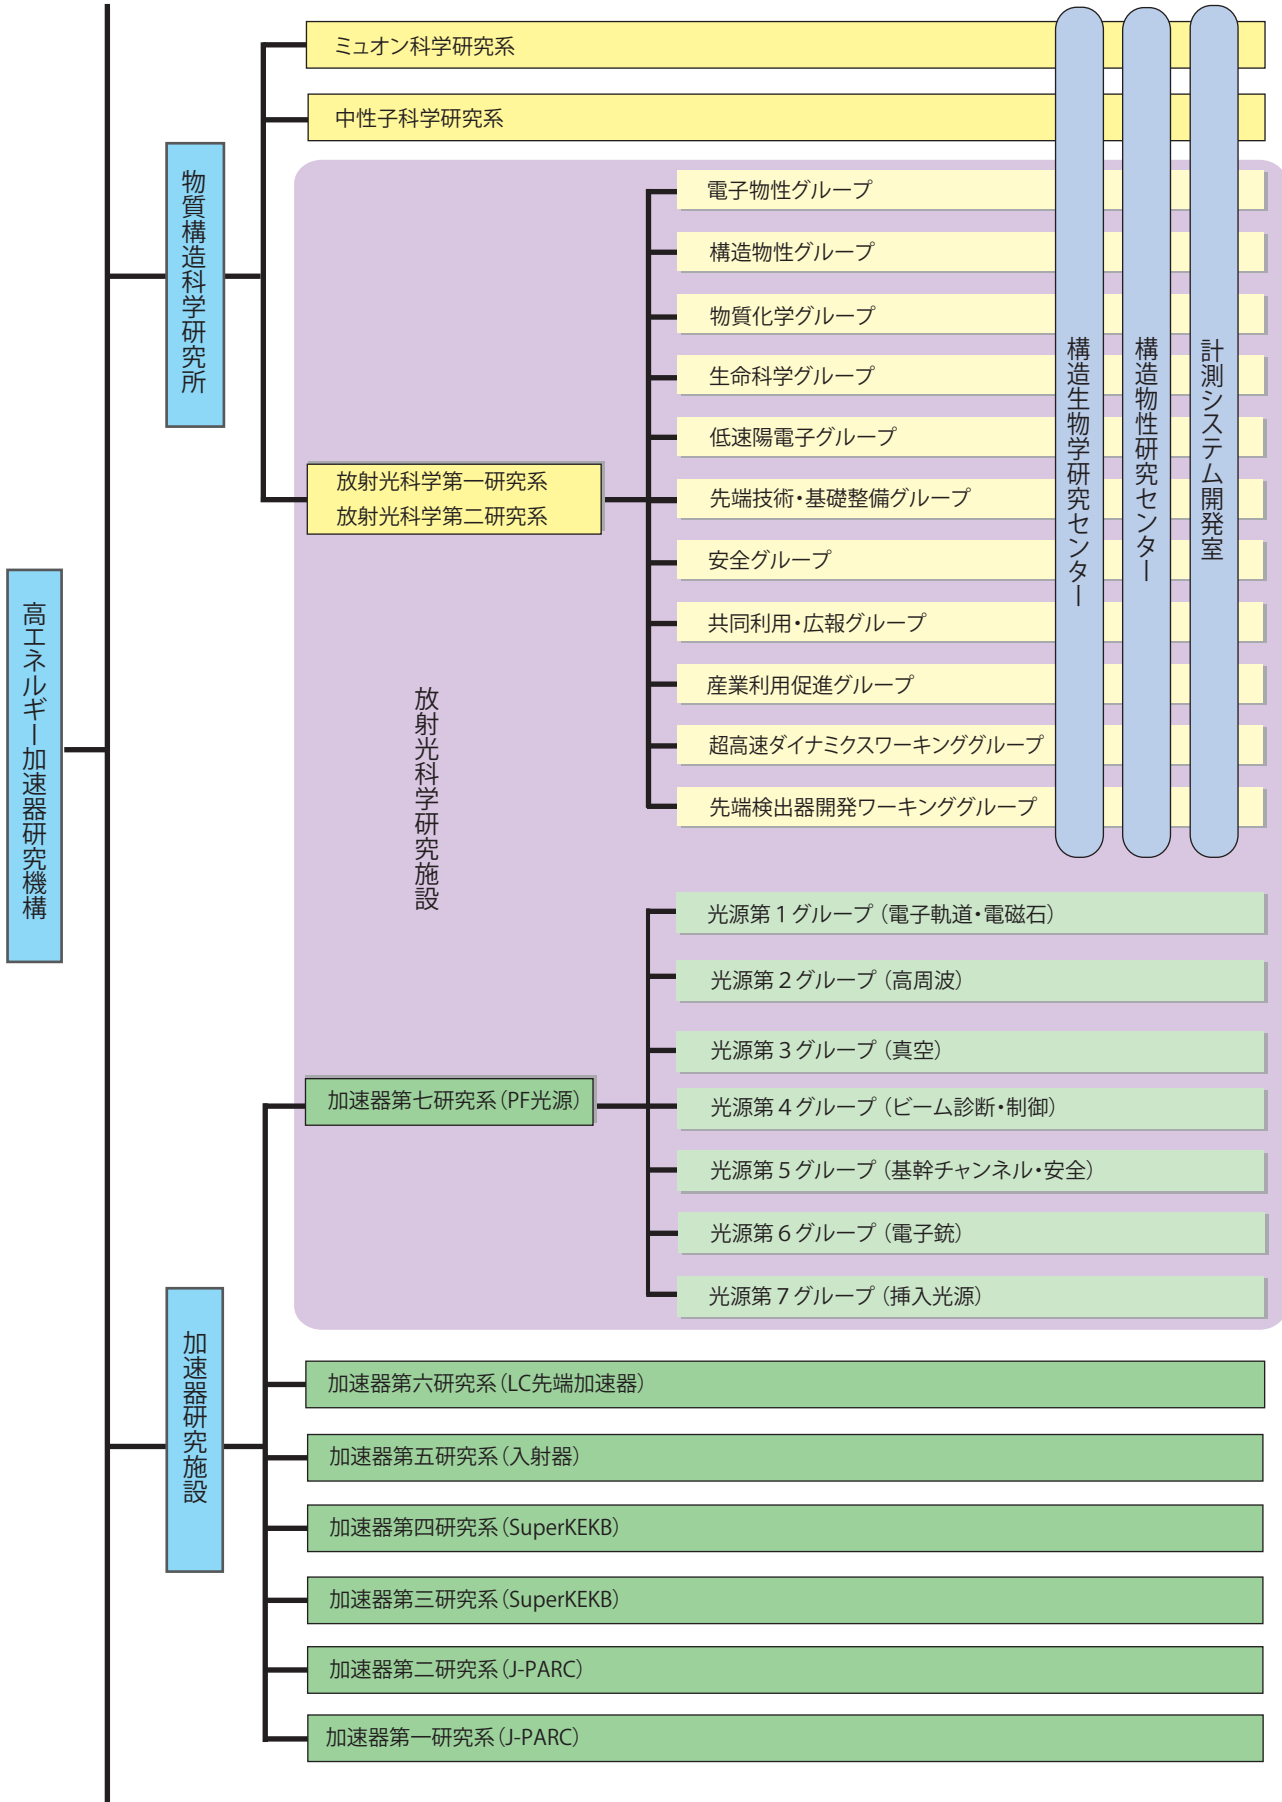 高エネルギー加速器研究機構
物質構造科学研究所
ミュオン科学研究系
中性子科学研究系
放射光科学第一研究系
放射光科学第二研究系
電子物性グループ
構造物性グループ
物質化学グループ
生命科学グループ
低速陽電子グループ
先端技術・基礎整備グループ
安全グループ
共同利用・広報グループ
産業利用促進グループ
超高速ダイナミクスワーキンググループ
先端検出器開発ワーキンググループ
構造生物学研究センター
構造物性研究センター
計測システム開発室
放射光科学研究施設
加速器研究施設
加速器第七研究系(PF光源)
光源第1グループ(電子軌道・電磁石)
光源第2グループ(高周波)
光源第3グループ(真空)
光源第4グループ(ビーム診断・制御)
光源第5グループ(基幹チャンネル・安全)
光源第6グループ(電子銃)
光源第7グループ(挿入光源)
加速器第六研究系(LC先端加速器)
加速器第五研究系(入射器)
加速器第四研究系(SuperKEKB)
加速器第三研究系(SuperKEKB)
加速器第二研究系(J-PARC)
加速器第一研究系(J-PARC)